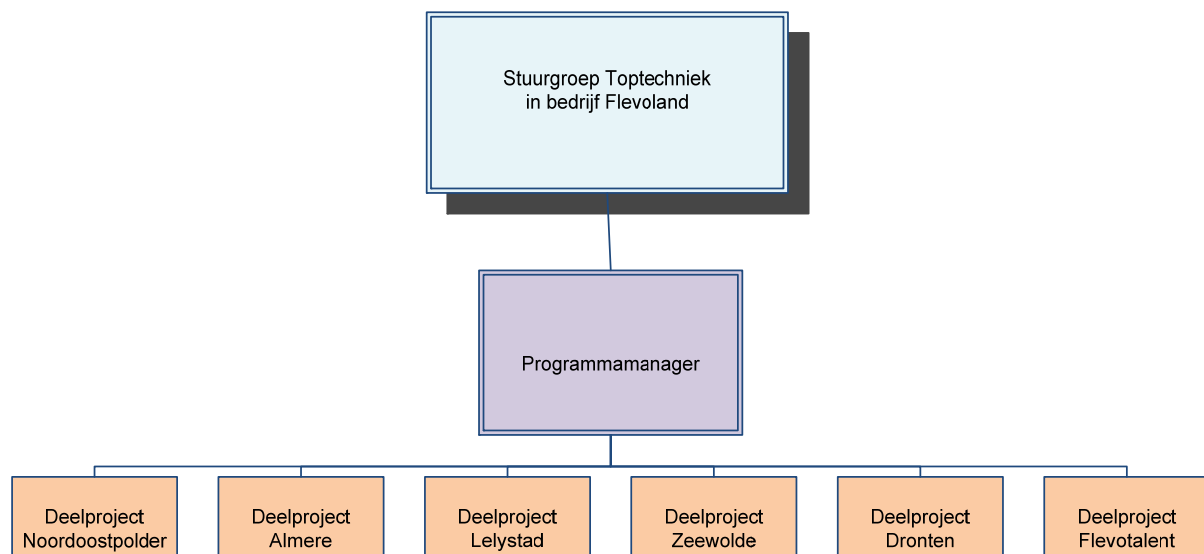 Stuurgroep Toptechniek
in bedrijf Flevoland
Programmamanager
Deelproject
Noordoostpolder
Deelproject
Almere
Deelproject
Lelystad
Deelproject
Zeewolde
Deelproject
Dronten
Deelproject
Flevotalent